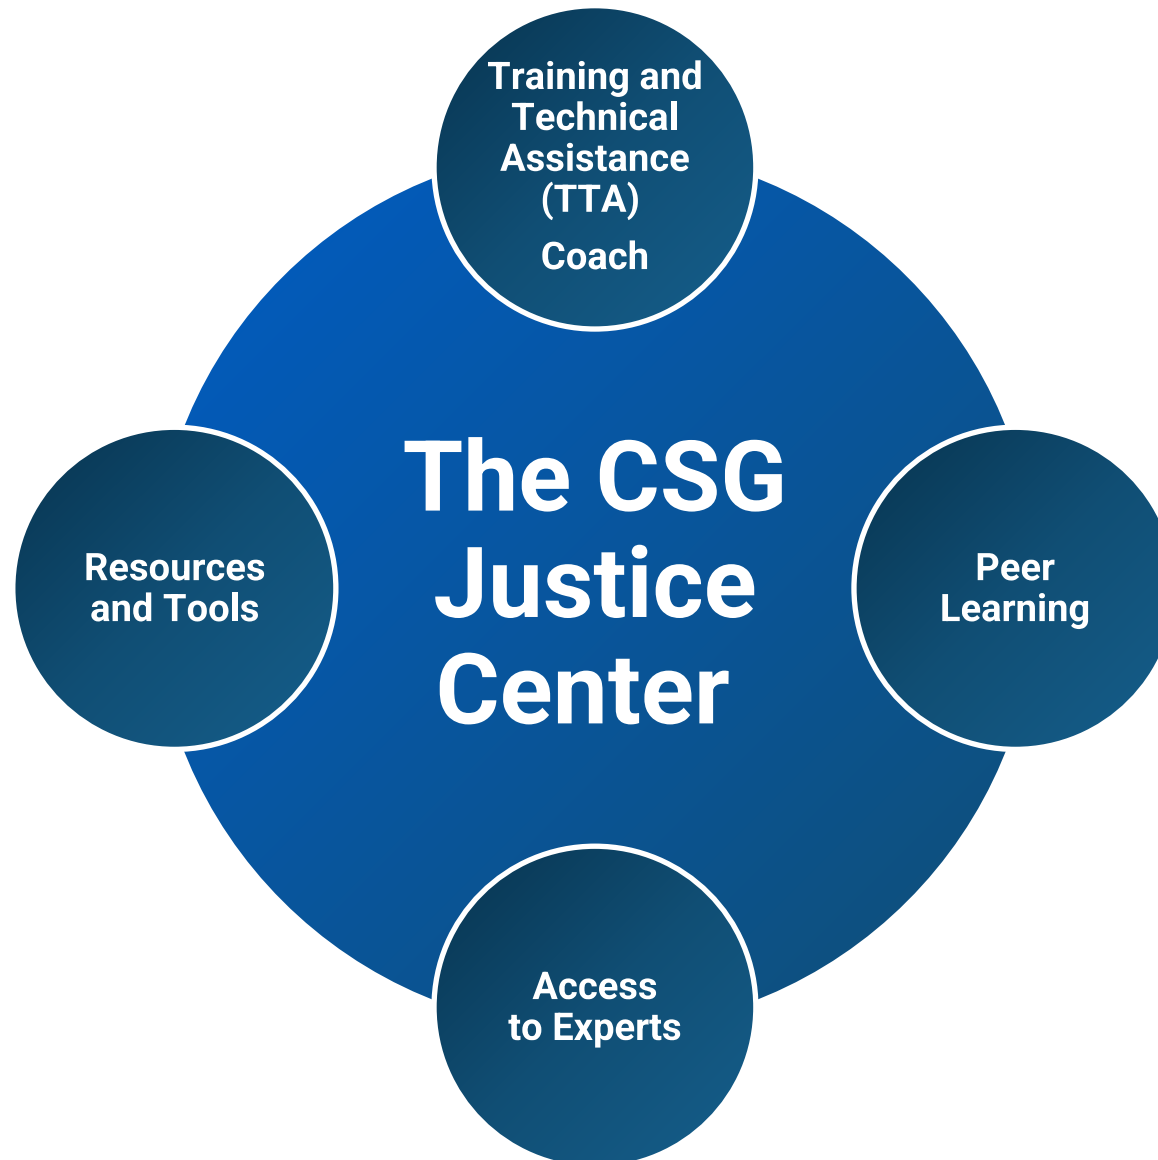 Training and
Technical
Assistance
(TTA)
Coach
The CSG
Justice
Center
Resources
and Tools
Peer
Learning
Access
to Experts